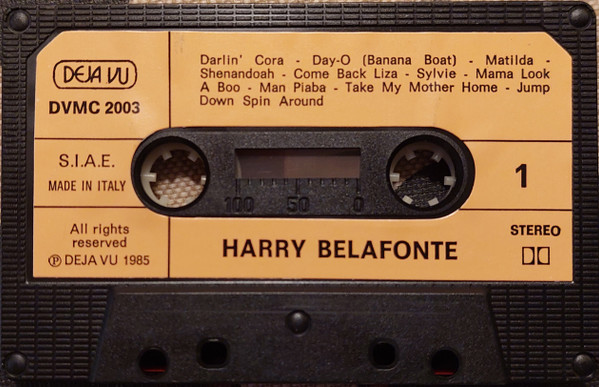 DEJA VU
DVMC 2003
Darlin' Cora - Day-O (Banana Boat) - Matilda -
Shenandoah - Come Back Liza - Sylvie - Mama Look
A Boo - Man Piaba - Take My Mother Home - Jump
Down Spin Around
S.I.A.E.
MADE IN ITALY
100 50 0
1
All rights
reserved
Ⓟ DEJA VU 1985
HARRY BELAFONTE
STEREO